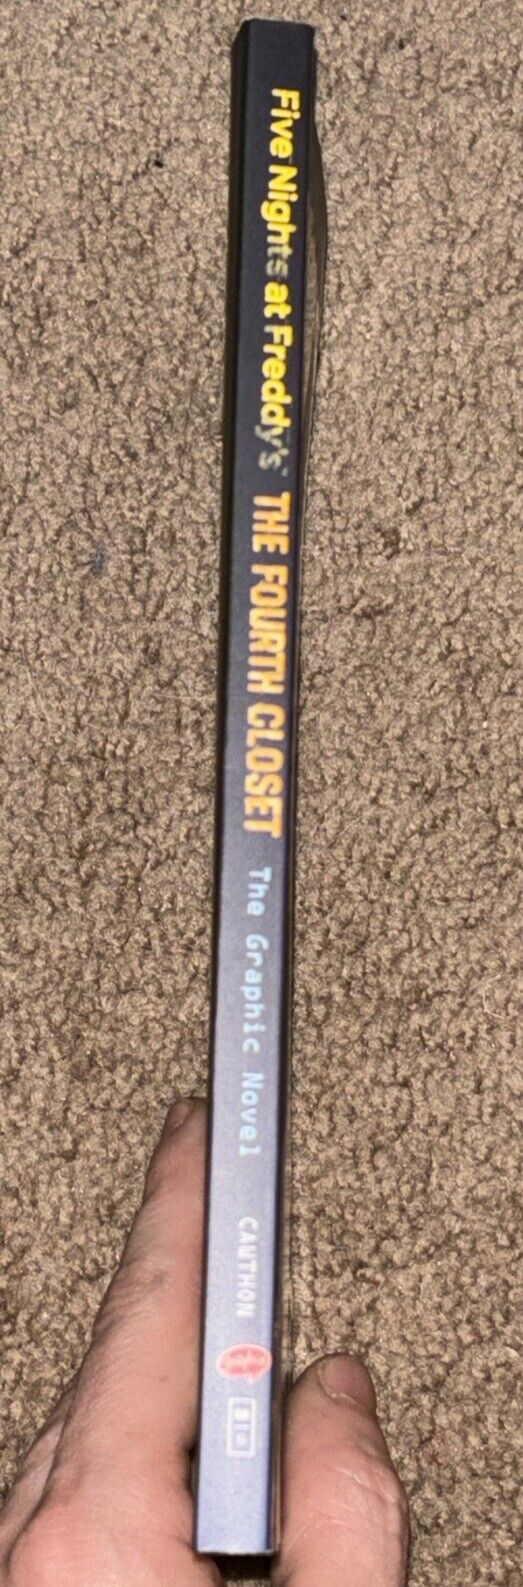 Five Nights at Freddy's THE FOURTH CLOSET The Graphic Novel CAWTHON